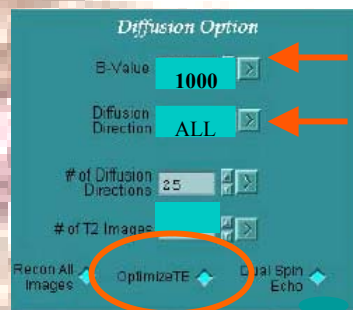 Diffusion Option
B-Value 1000
Diffusion Direction ALL
# of Diffusion Directions 25
# of T2 Images
Recon All Images OptimizeTE Dual Spin Echo